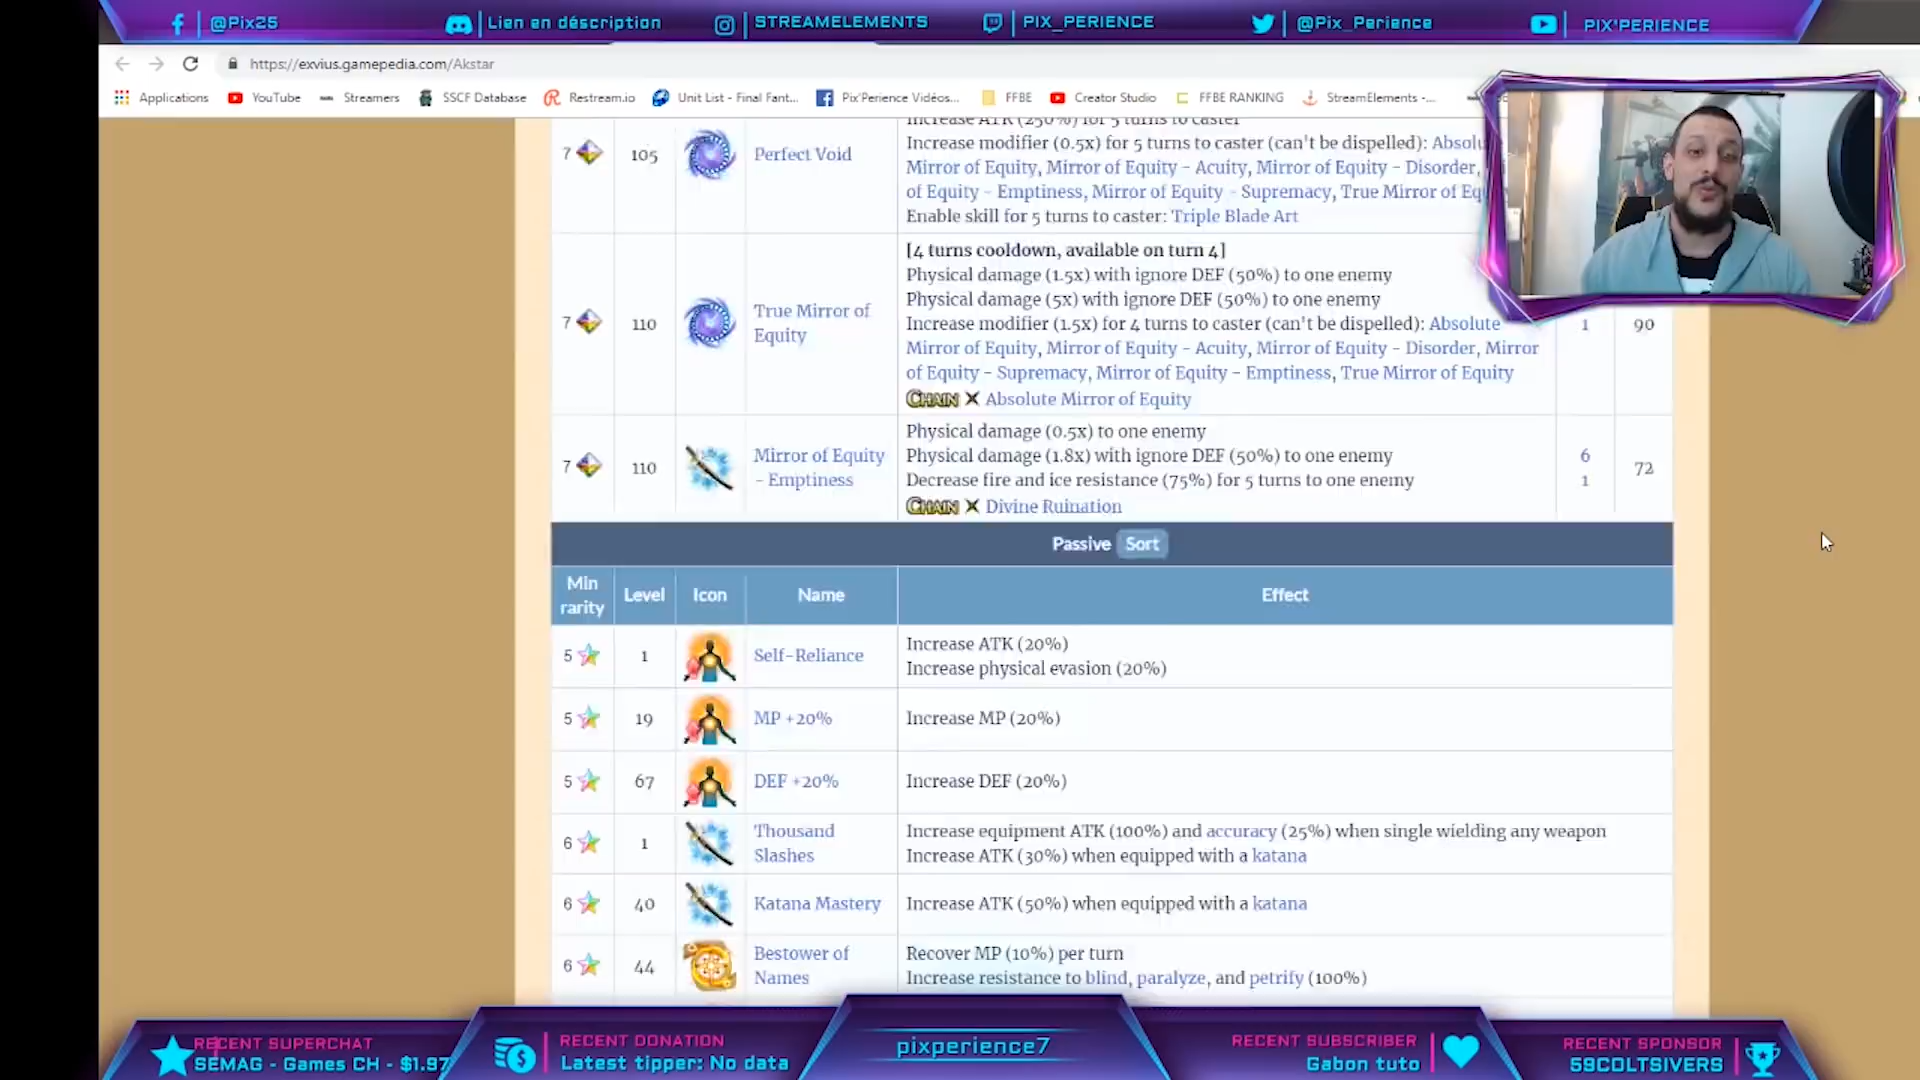 @Pix25
Lien en déscription
STREAMELEMENTS
PIX_PERIENCE
@Pix_Perience
PIX'PERIENCE
https://exvius.gamepedia.com/Akstar
Applications
YouTube
Streamers
SSCF Database
Restream.io
Unit List - Final Fant...
Pix'Perience Vidéos...
FFBE
Creator Studio
FFBE RANKING
StreamElements -...
Increase ATK (250%) for 5 turns to caster
7 105 Perfect Void
Increase modifier (0.5x) for 5 turns to caster (can't be dispelled):
Mirror of Equity, Mirror of Equity - Acuity, Mirror of Equity - Disorder,
of Equity - Emptiness, Mirror of Equity - Supremacy, True Mirror of
Enable skill for 5 turns to caster: Triple Blade Art
7 110 True Mirror of Equity
[4 turns cooldown, available on turn 4]
Physical damage (1.5x) with ignore DEF (50%) to one enemy
Physical damage (5x) with ignore DEF (50%) to one enemy
Increase modifier (1.5x) for 4 turns to caster (can't be dispelled): Absolute
Mirror of Equity, Mirror of Equity - Acuity, Mirror of Equity - Disorder, Mirror
of Equity - Supremacy, Mirror of Equity - Emptiness, True Mirror of Equity
CHAIN Absolute Mirror of Equity
1 90
7 110 Mirror of Equity - Emptiness
Physical damage (0.5x) to one enemy
Physical damage (1.8x) with ignore DEF (50%) to one enemy
Decrease fire and ice resistance (75%) for 5 turns to one enemy
CHAIN Divine Ruination
6
1
72
Passive Sort
Min rarity Level Icon Name Effect
5 1 Self-Reliance
Increase ATK (20%)
Increase physical evasion (20%)
5 19 MP +20% Increase MP (20%)
5 67 DEF +20% Increase DEF (20%)
6 1 Thousand Slashes
Increase equipment ATK (100%) and accuracy (25%) when single wielding any weapon
Increase ATK (30%) when equipped with a katana
6 40 Katana Mastery Increase ATK (50%) when equipped with a katana
6 44 Bestower of Names
Recover MP (10%) per turn
Increase resistance to blind, paralyze, and petrify (100%)
RECENT SUPERCHAT
SEMAG - Games CH - $1.97
RECENT DONATION
Latest tipper: No data
pixperience7
RECENT SUBSCRIBER
Gabon tuto
RECENT SPONSOR
59COLTSIVERS